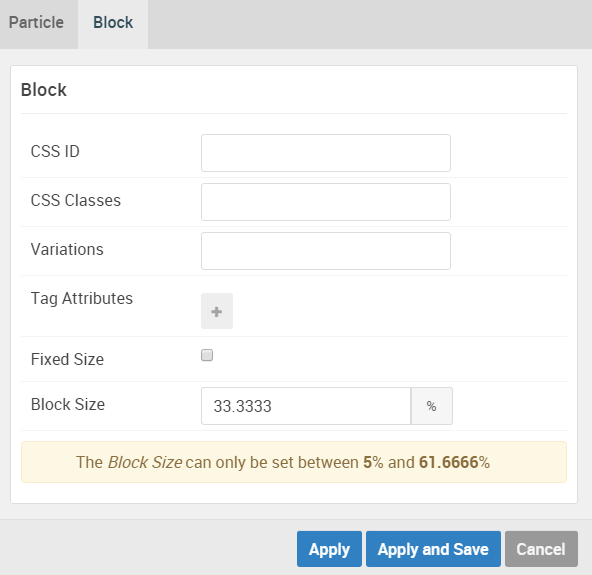 Particle Block
Block
CSS ID
CSS Classes
Variations
Tag Attributes
+
Fixed Size
Block Size 33.3333 %
The Block Size can only be set between 5% and 61.6666%
Apply Apply and Save Cancel